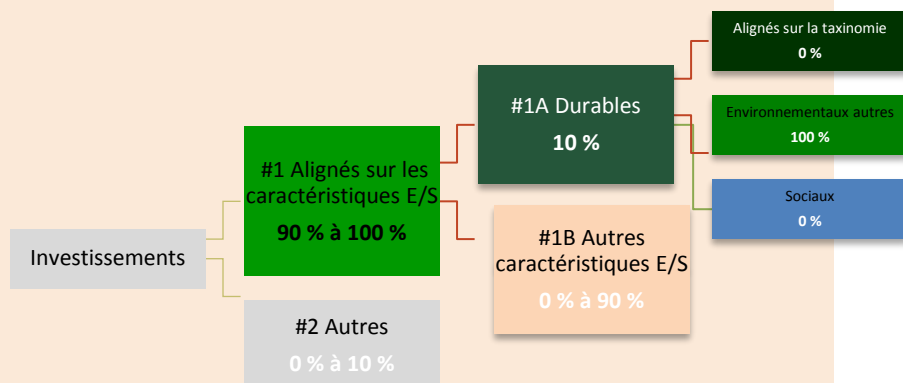 Investissements
#1 Alignés sur les
caractéristiques E/S
90 % à 100 %
#2 Autres
0 % à 10 %
#1A Durables
10 %
#1B Autres
caractéristiques E/S
0 % à 90 %
Alignés sur la taxinomie
0 %
Environnementaux autres
100 %
Sociaux
0 %